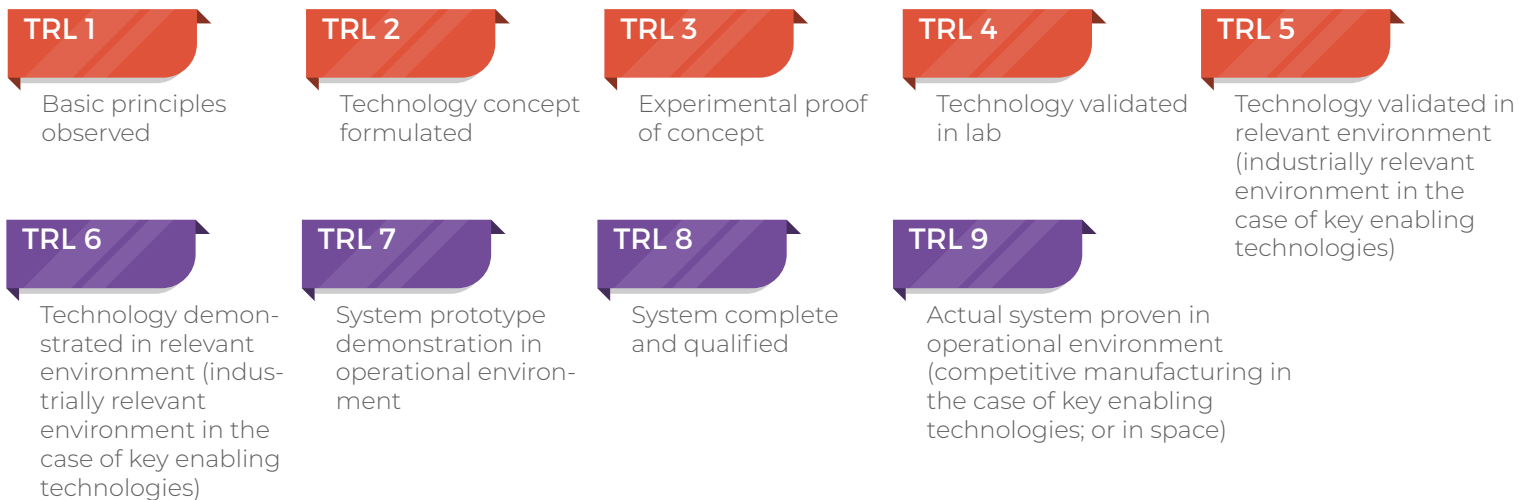 TRL 1
Basic principles
observed
TRL 2
Technology concept
formulated
TRL 3
Experimental proof
of concept
TRL 4
Technology validated
in lab
TRL 5
Technology validated in
relevant environment
(industrially relevant
environment in the
case of key enabling
technologies)
TRL 6
Technology demon-
strated in relevant
environment (indus-
trially relevant
environment in the
case of key enabling
technologies)
TRL 7
System prototype
demonstration in
operational environ-
ment
TRL 8
System complete
and qualified
TRL 9
Actual system proven in
operational environment
(competitive manufacturing in
the case of key enabling
technologies; or in space)